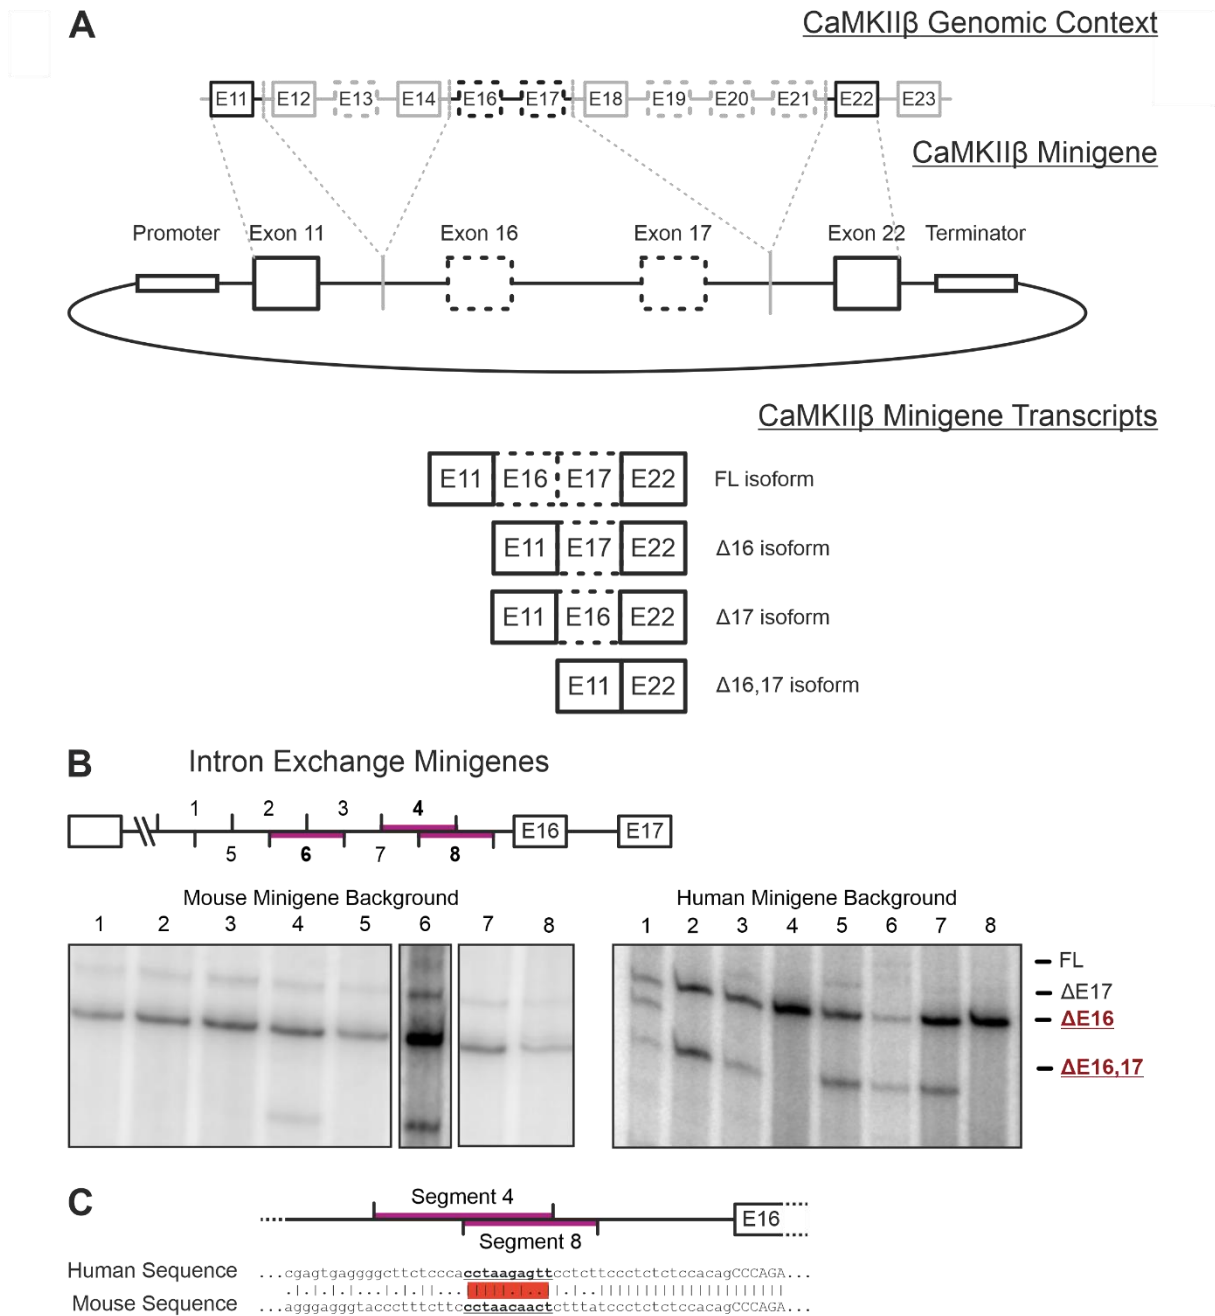 A
CaMKIIβ Genomic Context
E11 E12 E13 E14 E16 E17 E18 E19 E20 E21 E22 E23
CaMKIIβ Minigene
Promoter Exon 11 Exon 16 Exon 17 Exon 22 Terminator
CaMKIIβ Minigene Transcripts
E11 E16 E17 E22 FL isoform
E11 E17 E22 Δ16 isoform
E11 E16 E22 Δ17 isoform
E11 E22 Δ16,17 isoform
B Intron Exchange Minigenes
1 2 3 4
E16 E17
5 6 7 8
Mouse Minigene Background
1 2 3 4 5 6 7 8
Human Minigene Background
1 2 3 4 5 6 7 8
FL
ΔE17
ΔE16
ΔE16,17
C
Segment 4
E16
Segment 8
Human Sequence ...cgagtgaggggcttctcccacctaagagttcctcttccctctctccacagCCCAGA...
Mouse Sequence ...agggagggtaccctttcttccctaacaactctttatccctctctccacagCCCAGA...